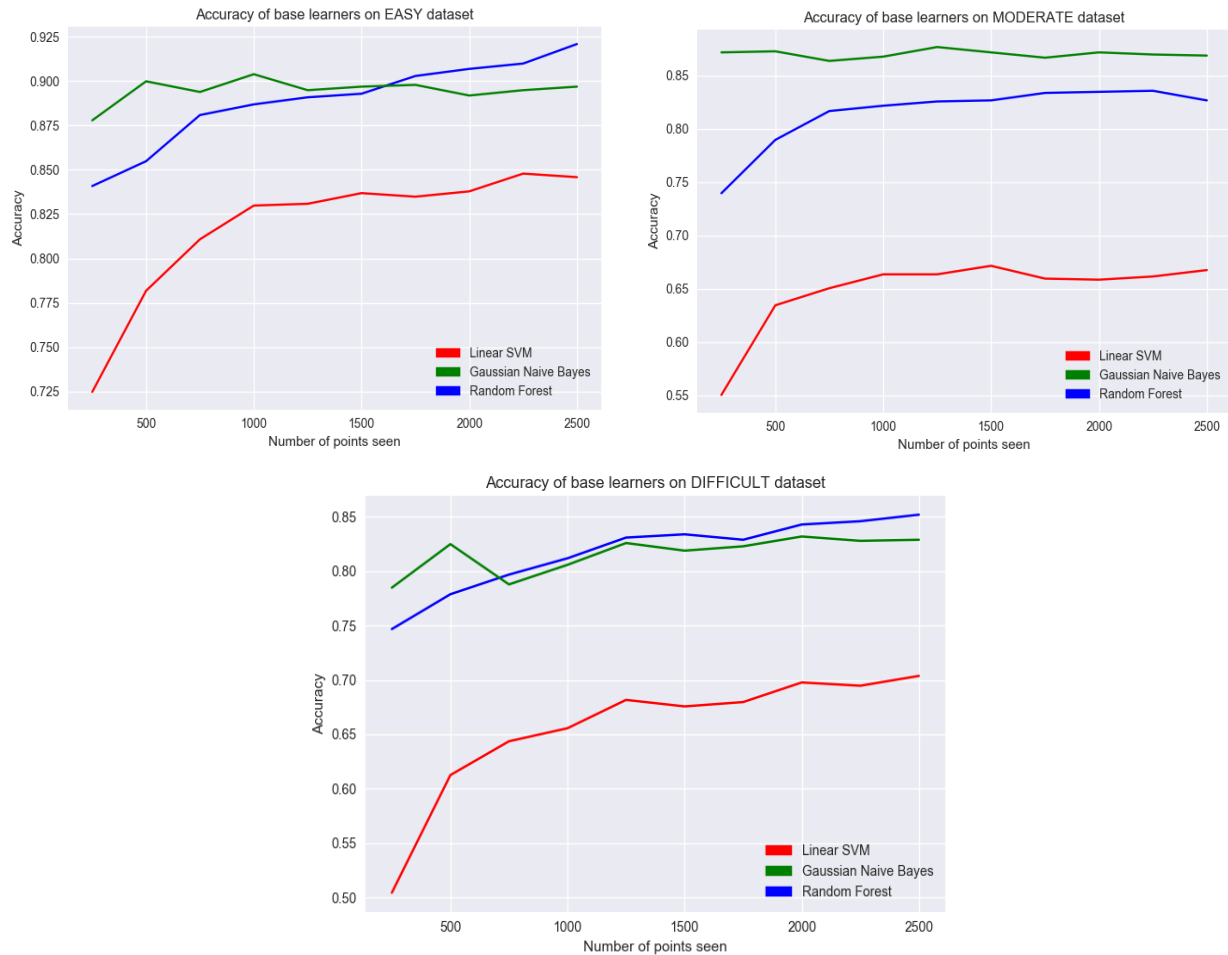 Accuracy of base learners on EASY dataset
0.925
0.900
0.875
0.850
0.825
0.800
0.775
0.750
0.725
Accuracy
500 1000 1500 2000 2500
Number of points seen
Linear SVM
Gaussian Naive Bayes
Random Forest
Accuracy of base learners on MODERATE dataset
0.85
0.80
0.75
0.70
0.65
0.60
0.55
Accuracy
500 1000 1500 2000 2500
Number of points seen
Linear SVM
Gaussian Naive Bayes
Random Forest
Accuracy of base learners on DIFFICULT dataset
0.85
0.80
0.75
0.70
0.65
0.60
0.55
0.50
Accuracy
500 1000 1500 2000 2500
Number of points seen
Linear SVM
Gaussian Naive Bayes
Random Forest